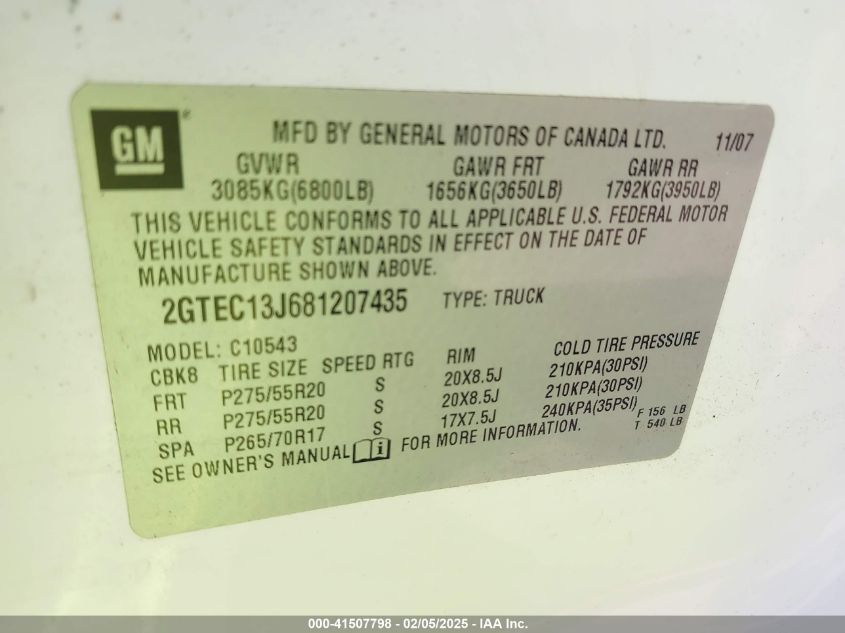 GM
MFD BY GENERAL MOTORS OF CANADA LTD. 11/07
GVWR GAWR FRT GAWR RR
3085KG(6800LB) 1656KG(3650LB) 1792KG(3950LB)
THIS VEHICLE CONFORMS TO ALL APPLICABLE U.S. FEDERAL MOTOR
VEHICLE SAFETY STANDARDS IN EFFECT ON THE DATE OF
MANUFACTURE SHOWN ABOVE.
2GTEC13J681207435 TYPE: TRUCK
MODEL: C10543
CBK8 TIRE SIZE SPEED RTG RIM COLD TIRE PRESSURE
FRT P275/55R20 S 20X8.5J 210KPA(30PSI)
RR P275/55R20 S 20X8.5J 210KPA(30PSI)
SPA P265/70R17 S 17X7.5J 240KPA(35PSI) F 156 LB
T 540 LB
SEE OWNER'S MANUAL FOR MORE INFORMATION.
000-41507798 - 02/05/2025 - IAA Inc.